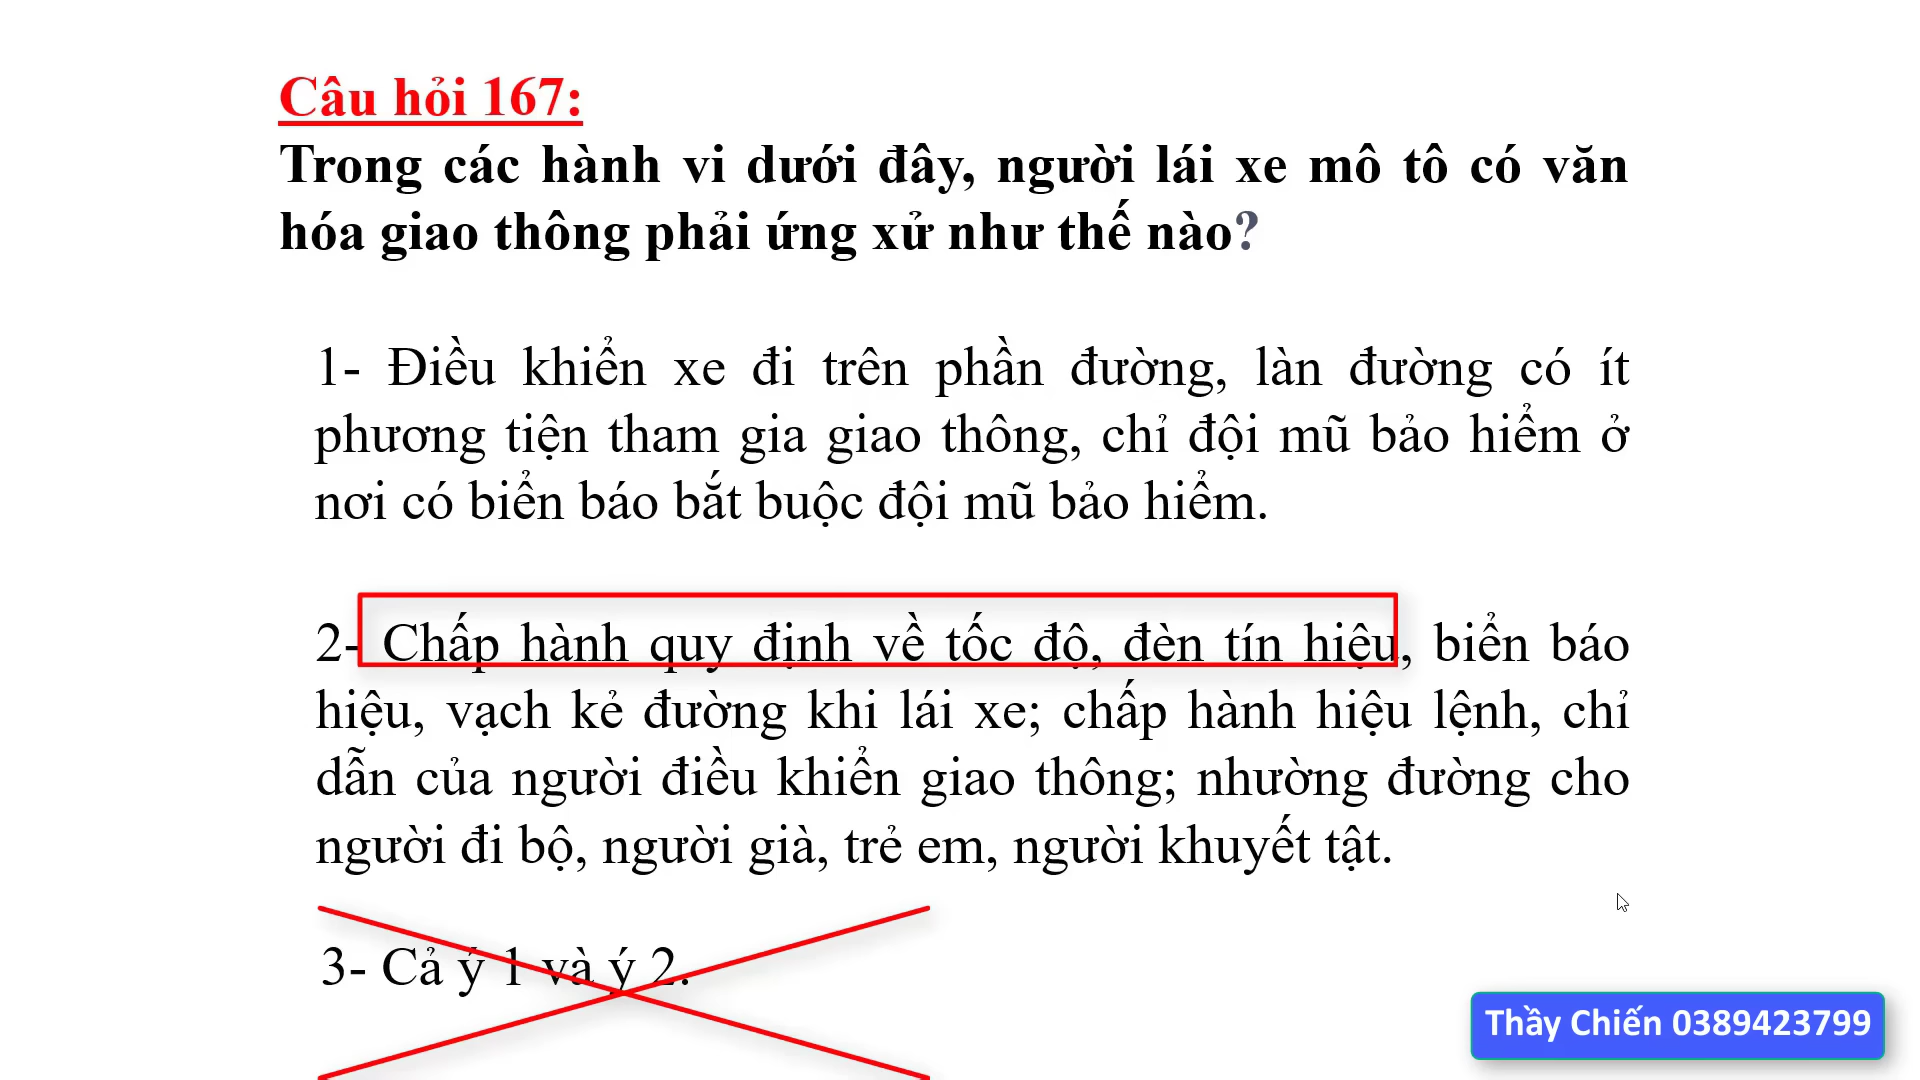 Câu hỏi 167:
Trong các hành vi dưới đây, người lái xe mô tô có văn
hóa giao thông phải ứng xử như thế nào?
1- Điều khiển xe đi trên phần đường, làn đường có ít
phương tiện tham gia giao thông, chỉ đội mũ bảo hiểm ở
nơi có biển báo bắt buộc đội mũ bảo hiểm.
2- Chấp hành quy định về tốc độ, đèn tín hiệu, biển báo
hiệu, vạch kẻ đường khi lái xe; chấp hành hiệu lệnh, chỉ
dẫn của người điều khiển giao thông; nhường đường cho
người đi bộ, người già, trẻ em, người khuyết tật.
3- Cả ý 1 và ý 2.
Thầy Chiến 0389423799